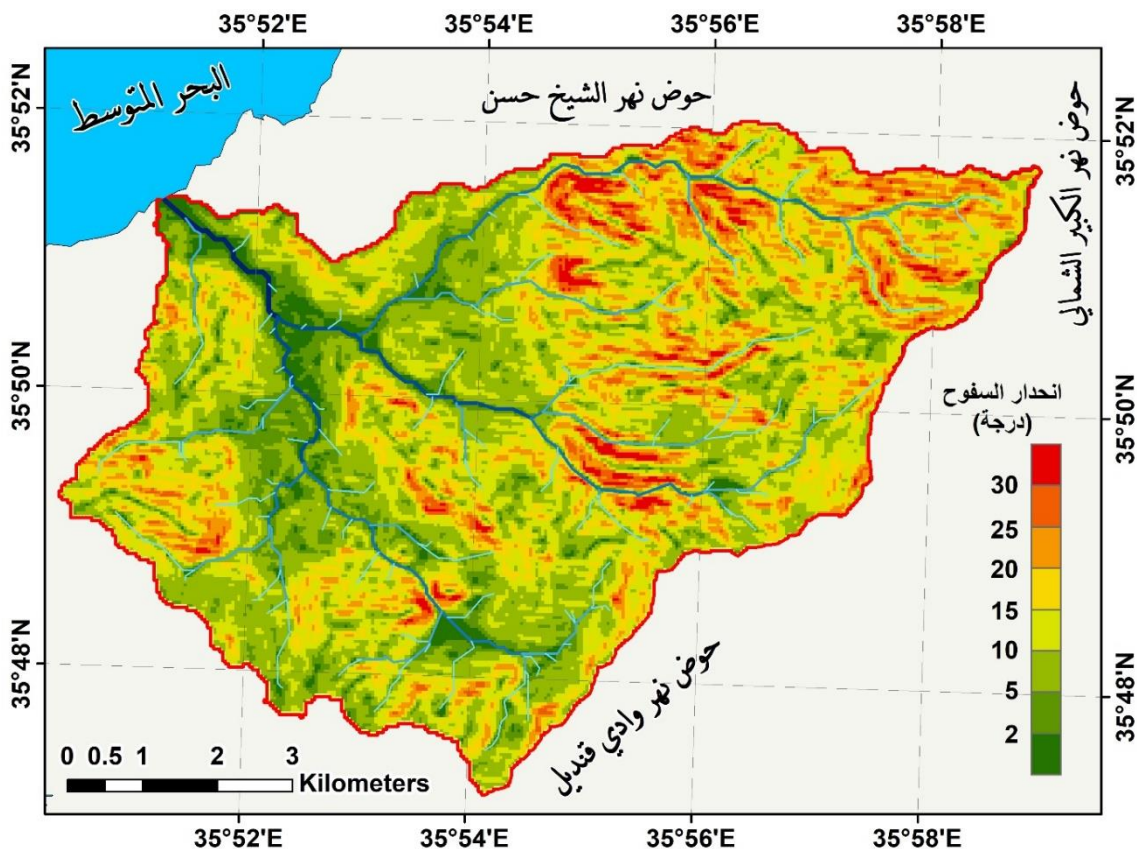 35°52'E 35°54'E 35°56'E 35°58'E
البحر المتوسط
حوض نهر الشيخ حسن
حوض نهر الكبير الشمالي
35°52'N 35°52'N
35°50'N 35°50'N
انحدار السفوح
(درجة)
30
25
20
15
10
5
2
35°48'N 35°48'N
حوض نهر وادي قنديل
0 0.5 1 2 3
Kilometers
35°52'E 35°54'E 35°56'E 35°58'E